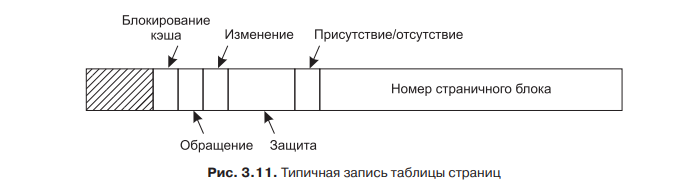 Блокирование
кэша
Изменение
Присутствие/отсутствие
Номер страничного блока
Обращение
Защита
Рис. 3.11. Типичная запись таблицы страниц